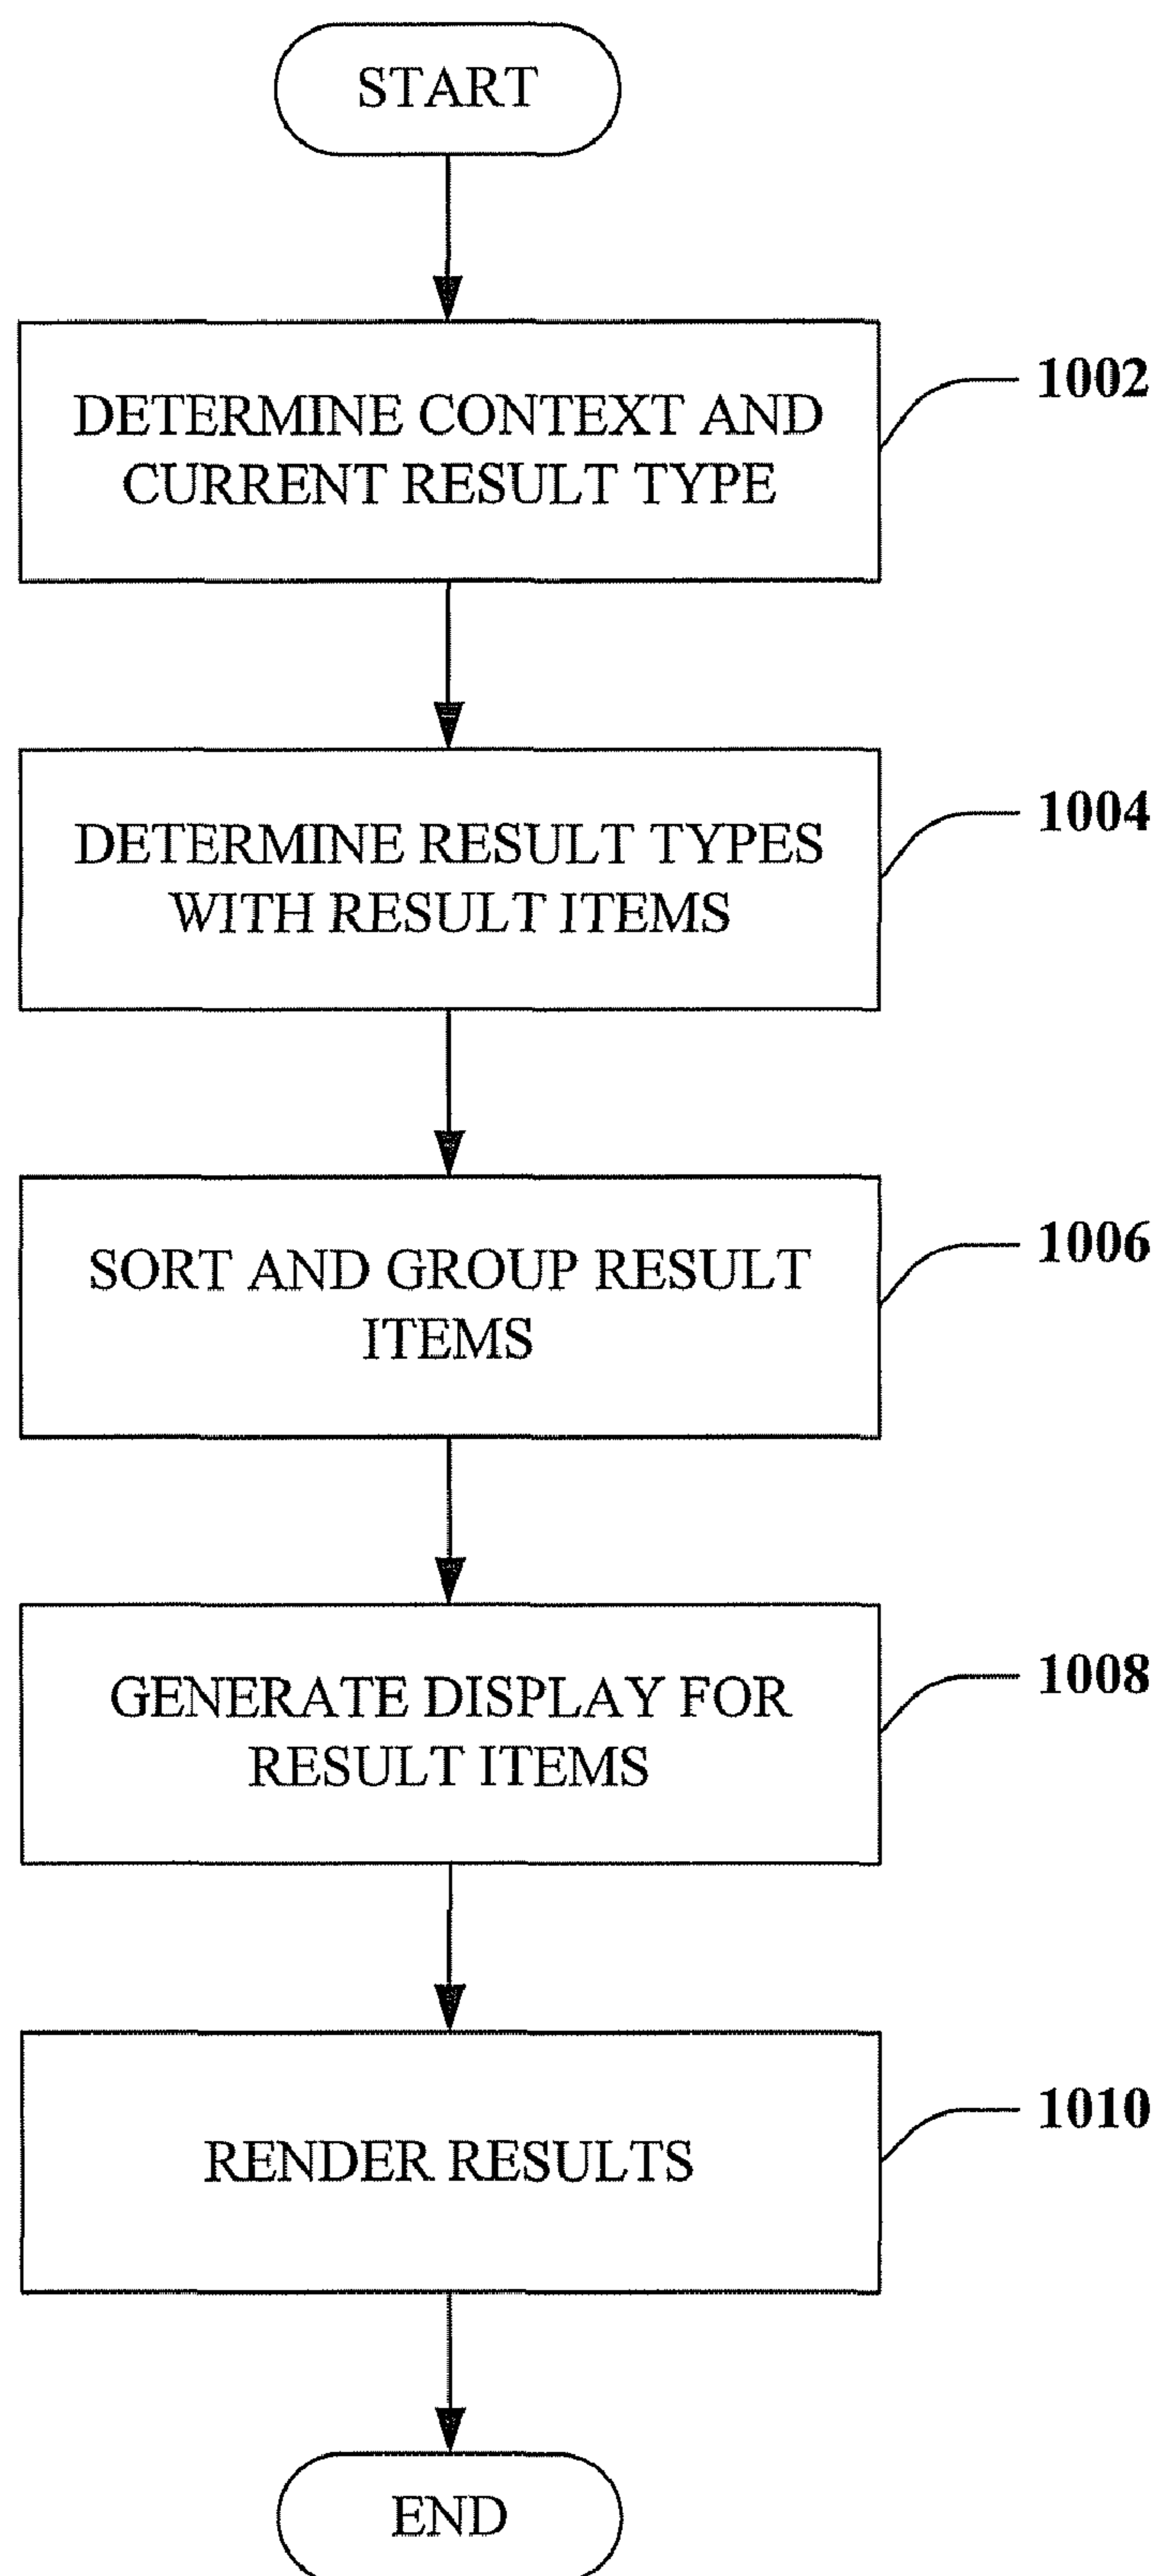 START
DETERMINE CONTEXT AND
CURRENT RESULT TYPE
1002
DETERMINE RESULT TYPES
WITH RESULT ITEMS
1004
SORT AND GROUP RESULT
ITEMS
1006
GENERATE DISPLAY FOR
RESULT ITEMS
1008
RENDER RESULTS
1010
END